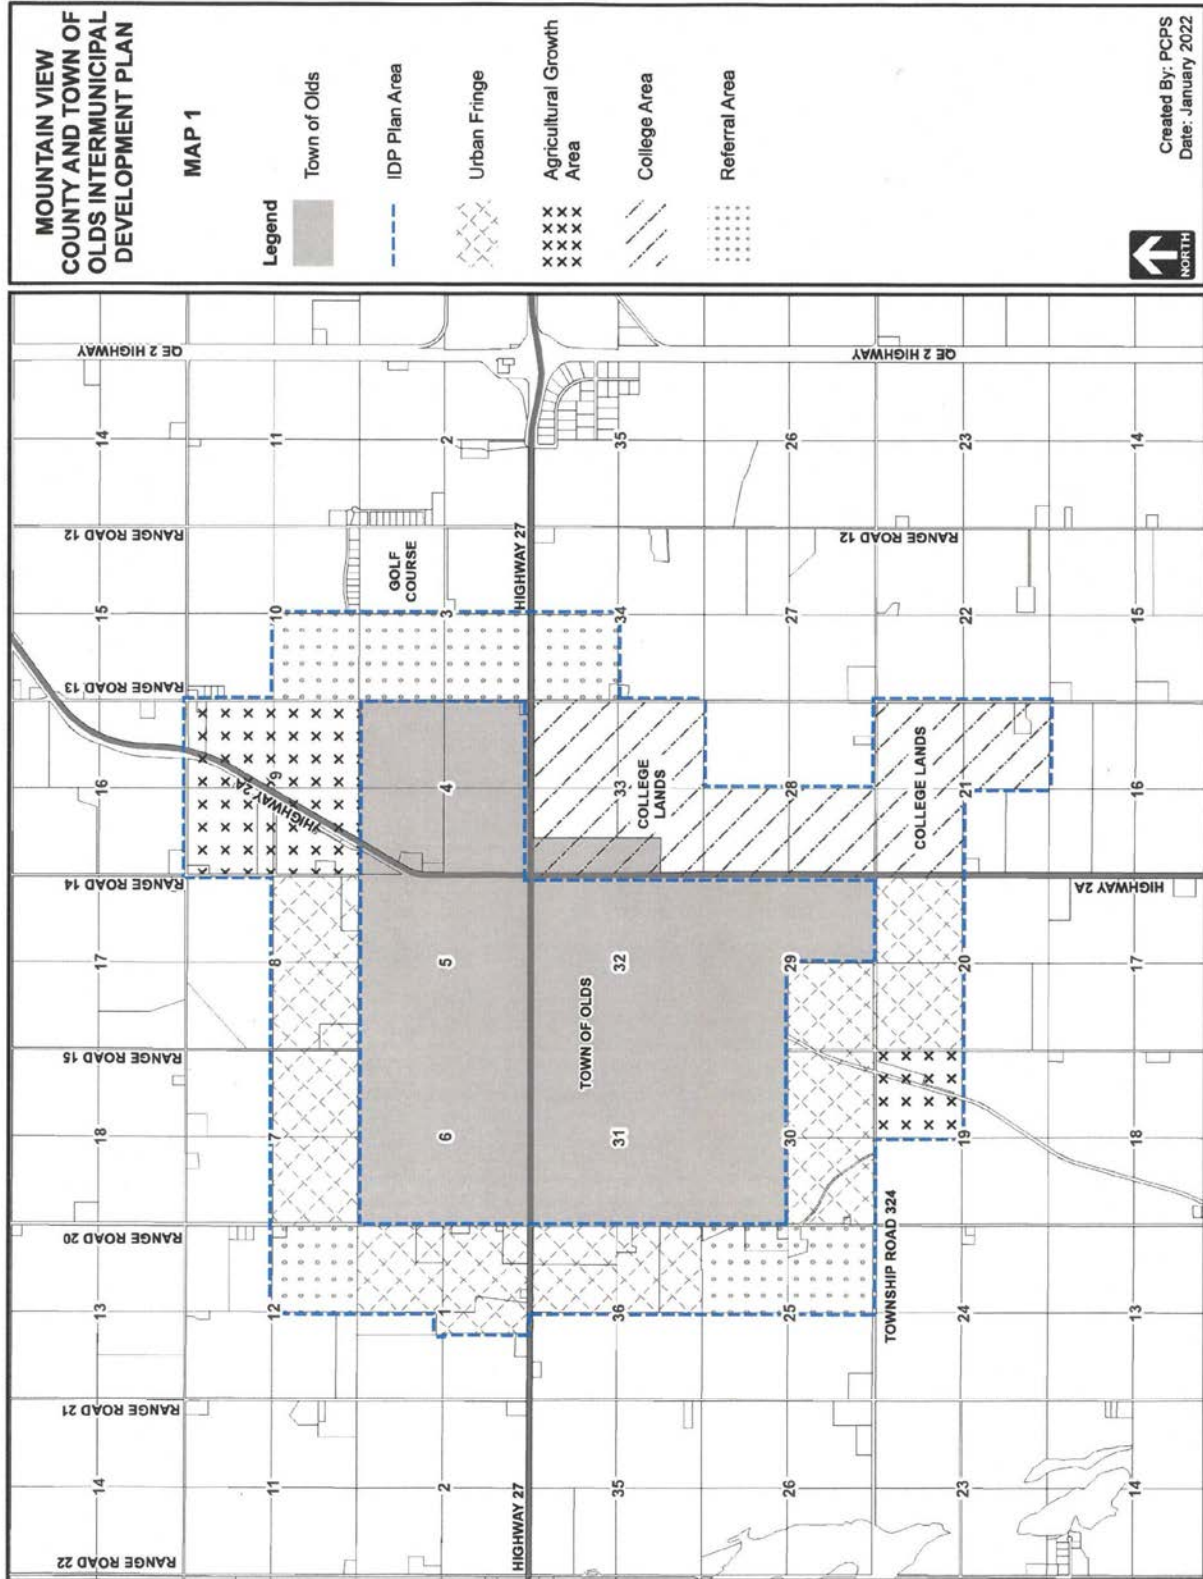 MOUNTAIN VIEW
COUNTY AND TOWN OF
OLDS INTERMUNICIPAL
DEVELOPMENT PLAN
MAP 1
Legend
Town of Olds
IDP Plan Area
Urban Fringe
Agricultural Growth
Area
College Area
Referral Area
NORTH
Created By: PCPS
Date: January 2022
14 13 18 17 16 15 14
RANGE ROAD 22
RANGE ROAD 21
RANGE ROAD 20
RANGE ROAD 15
RANGE ROAD 14
RANGE ROAD 13
RANGE ROAD 12
QE 2 HIGHWAY
11 12 7 8 9 10 11
HIGHWAY 2A
GOLF
COURSE
2 1 6 5 4 3 2
HIGHWAY 27
HIGHWAY 27
TOWN OF OLDS
35 36 31 32 33 34 35
COLLEGE
LANDS
26 25 30 29 28 27 26
TOWNSHIP ROAD 324
COLLEGE LANDS
RANGE ROAD 12
QE 2 HIGHWAY
23 24 19 20 21 22 23
14 13 18 17 16 15 14
HIGHWAY 2A